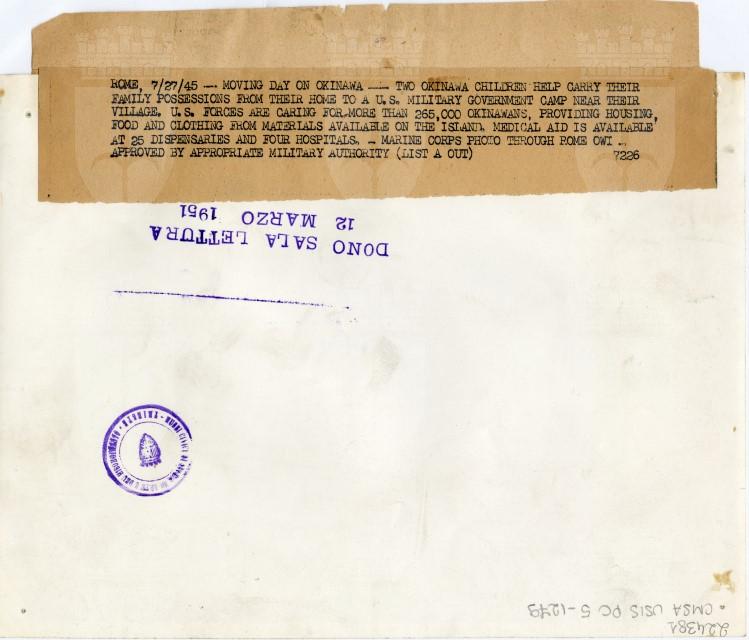 ROME, 7/27/45 --- MOVING DAY ON OKINAWA --- TWO OKINAWA CHILDREN HELP CARRY THEIR
FAMILY POSSESSIONS FROM THEIR HOME TO A U.S. MILITARY GOVERNMENT CAMP NEAR THEIR
VILLAGE. U.S. FORCES ARE CARING FOR MORE THAN 265,000 OKINAWANS, PROVIDING HOUSING,
FOOD AND CLOTHING FROM MATERIALS AVAILABLE ON THE ISLAND. MEDICAL AID IS AVAILABLE
AT 25 DISPENSARIES AND FOUR HOSPITALS. - MARINE CORPS PHOTO THROUGH ROME OWI -
APPROVED BY APPROPRIATE MILITARY AUTHORITY (LIST A OUT) 7226
DONO SALA LETTURA
12 MARZO 1951
224381
CMSA USIS PC 5-1249